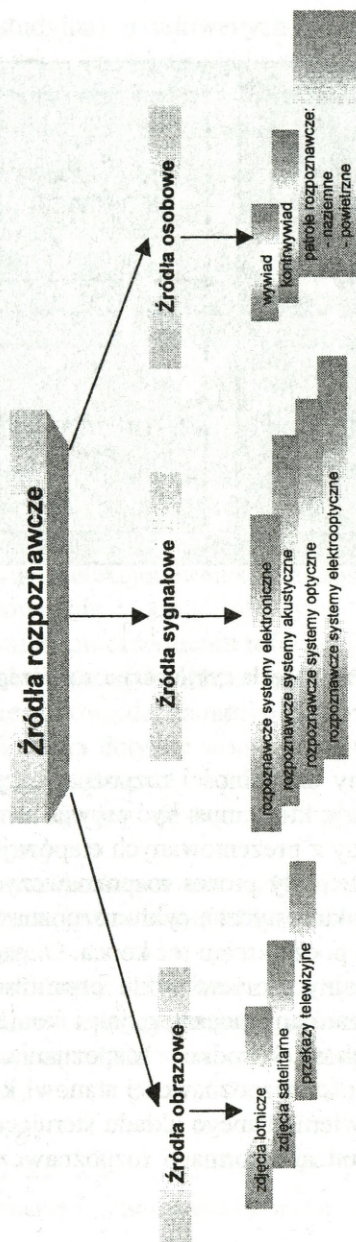 Źródła rozpoznawcze
Źródła obrazowe
zdjęcia lotnicze
zdjęcia satelitarne
przekazy telewizyjne
Źródła sygnałowe
rozpoznawcze systemy elektroniczne
rozpoznawcze systemy akustyczne
rozpoznawcze systemy optyczne
rozpoznawcze systemy elektrooptyczne
Źródła osobowe
wywiad
kontrwywiad
patrole rozpoznawcze:
- naziemne
- powietrzne